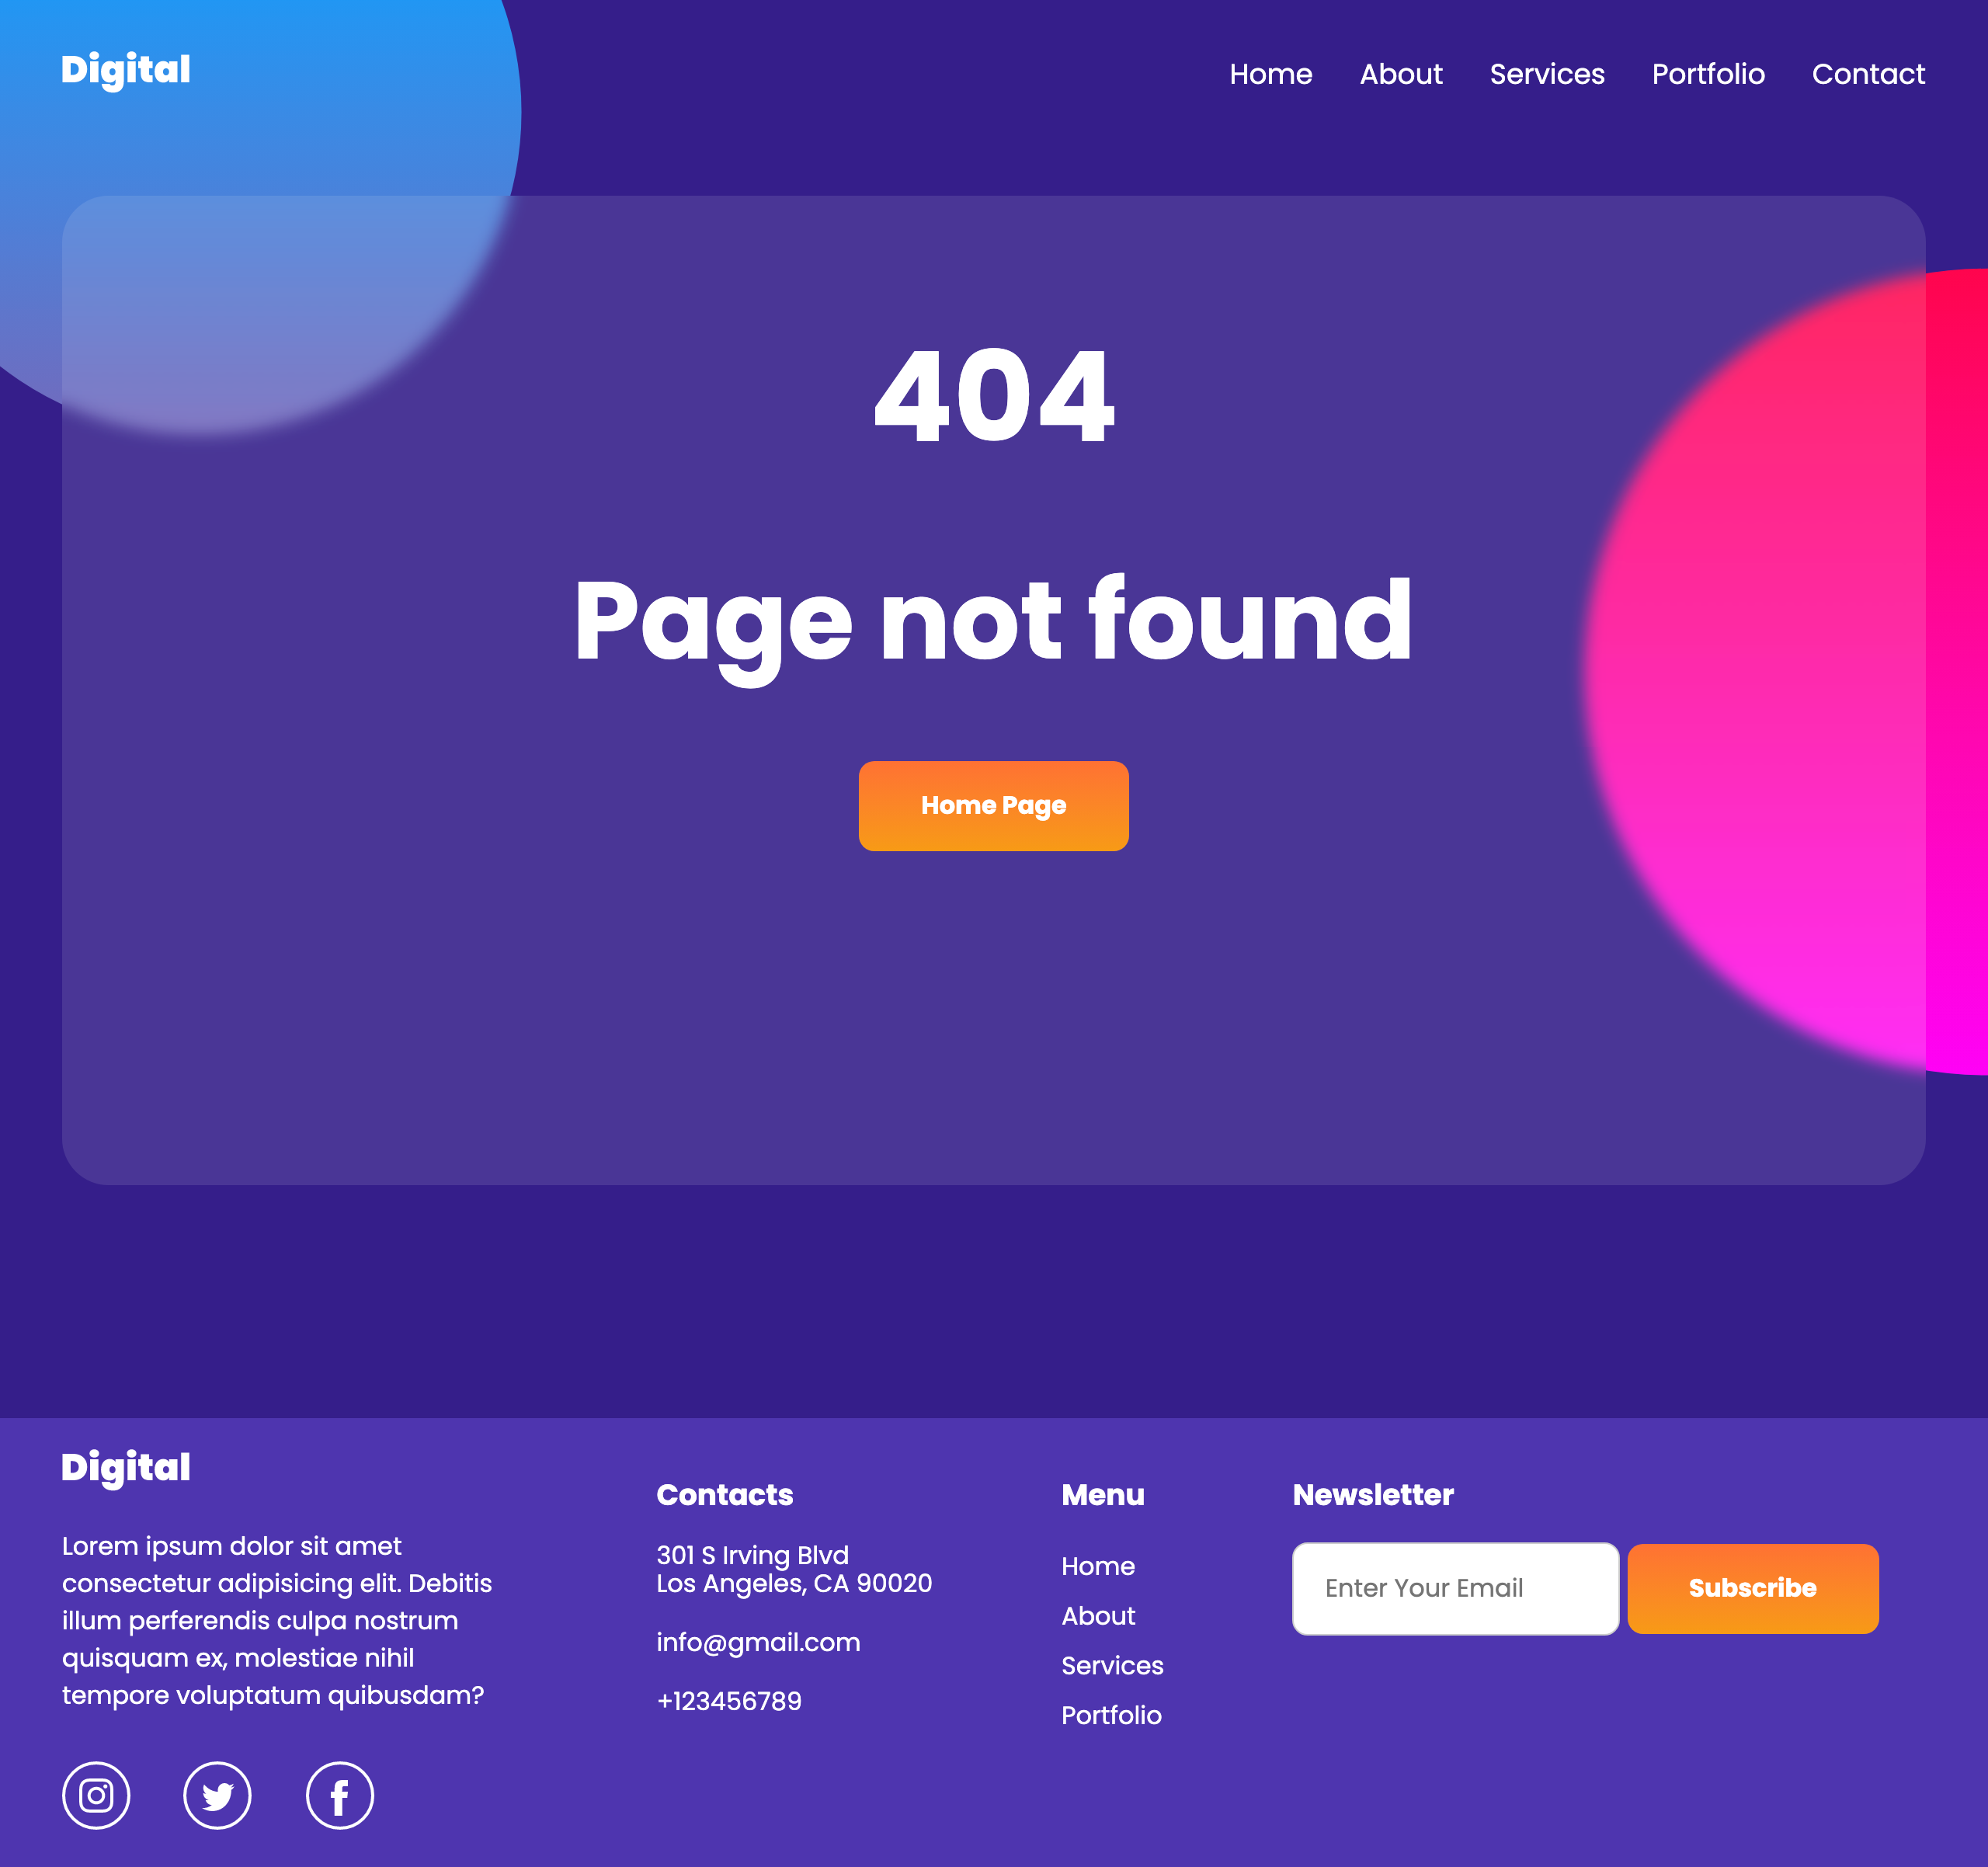 Digital
Home About Services Portfolio Contact
404
Page not found
Home Page
Digital
Lorem ipsum dolor sit amet
consectetur adipisicing elit. Debitis
illum perferendis culpa nostrum
quisquam ex, molestiae nihil
tempore voluptatum quibusdam?
Contacts
301 S Irving Blvd
Los Angeles, CA 90020
info@gmail.com
+123456789
Menu
Home
About
Services
Portfolio
Newsletter
Enter Your Email
Subscribe